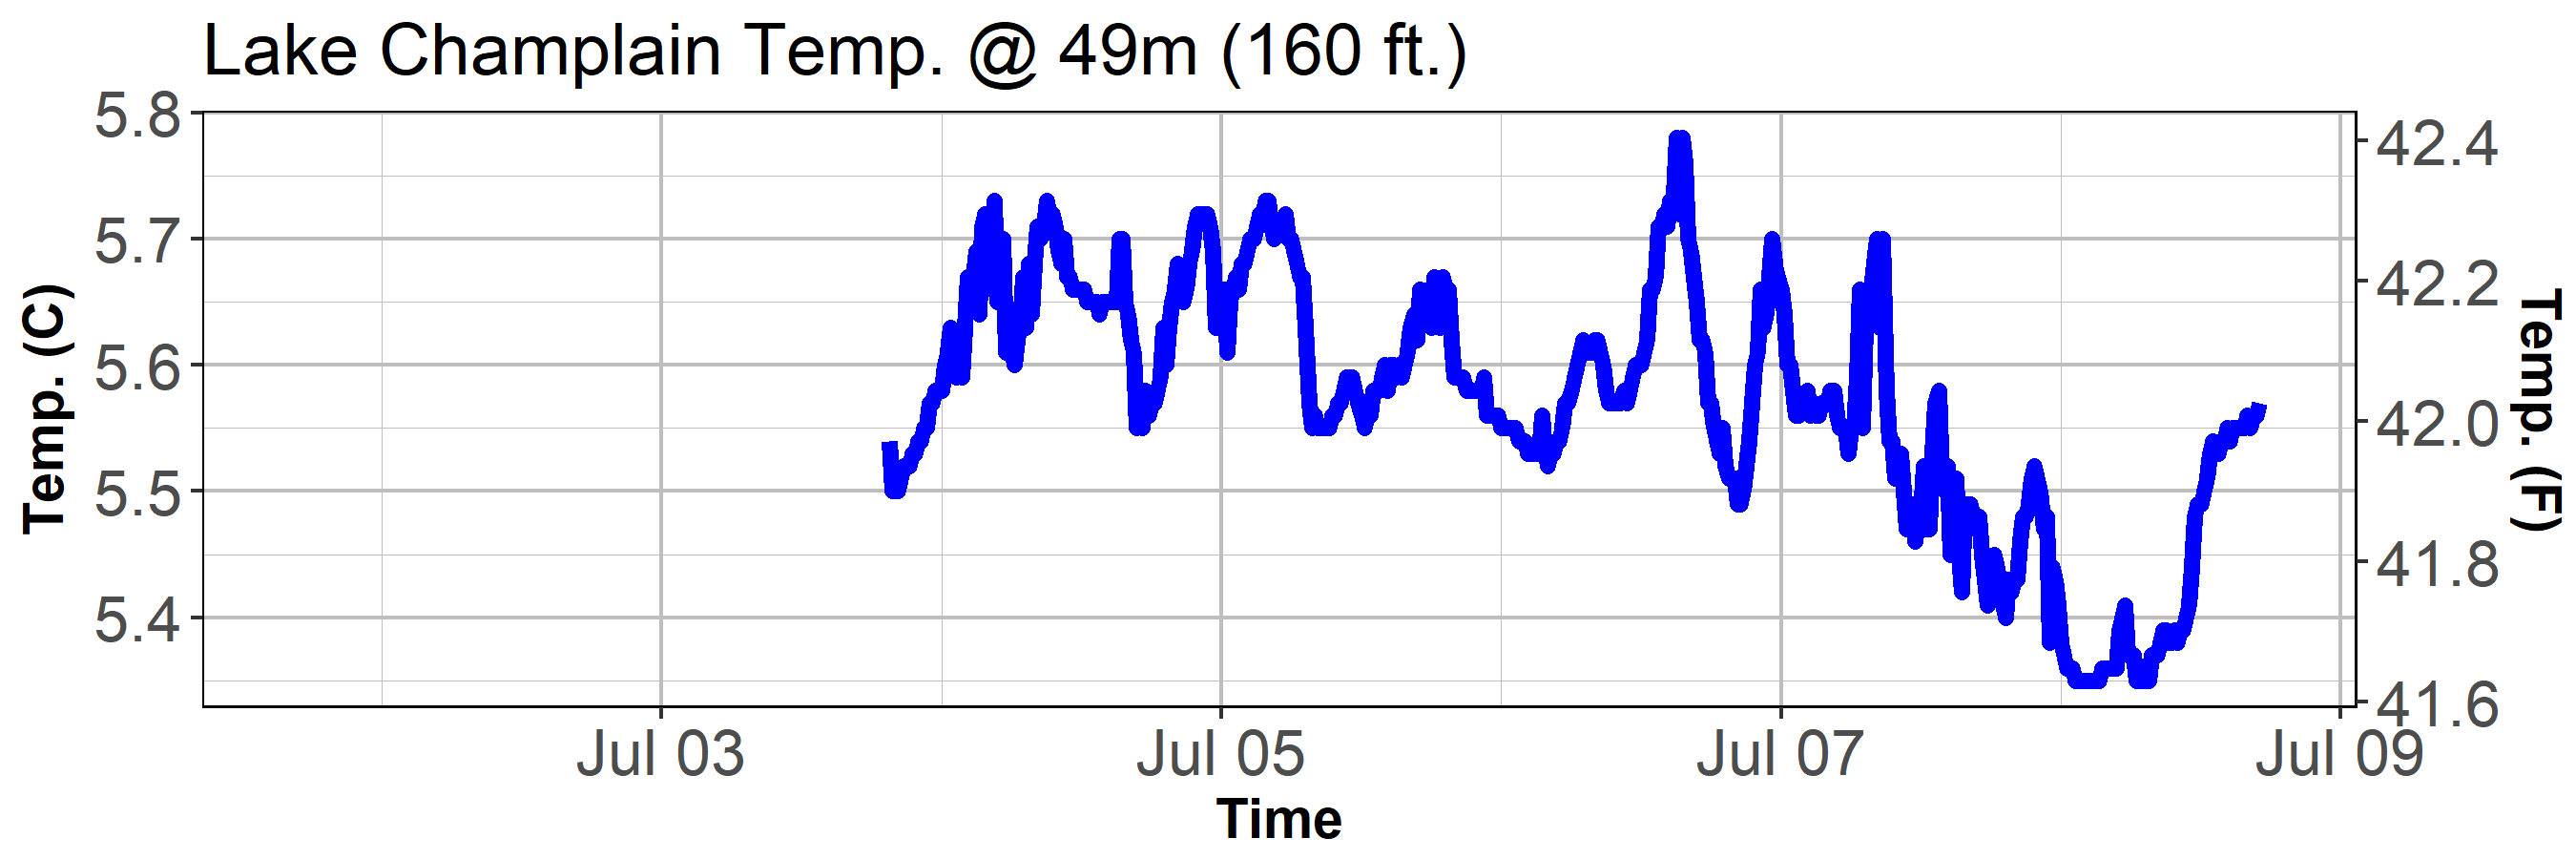 Lake Champlain Temp. @ 49m (160 ft.)
5.8
5.7
5.6
5.5
5.4
Temp. (C)
42.4
42.2
42.0
41.8
41.6
Temp. (F)
Jul 03
Jul 05
Jul 07
Jul 09
Time